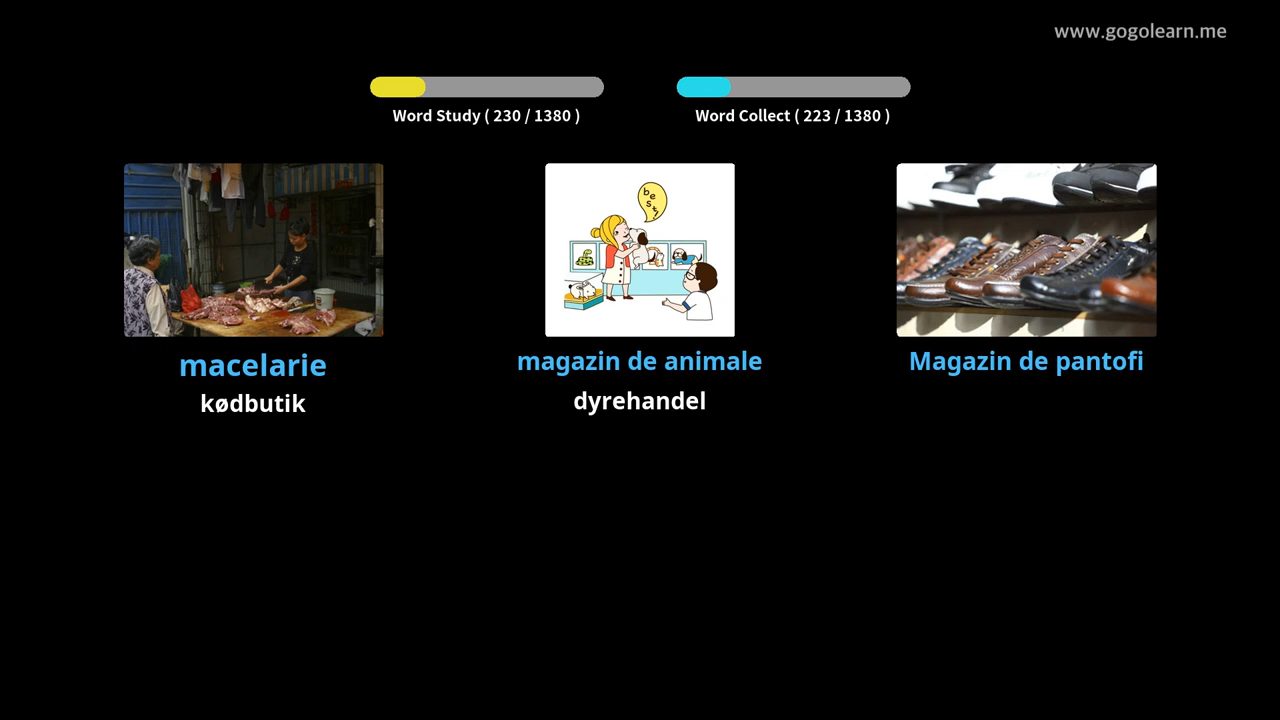 www.gogolearn.me
Word Study ( 230 / 1380 )
Word Collect ( 223 / 1380 )
best
macelarie
magazin de animale
Magazin de pantofi
kødbutik
dyrehandel